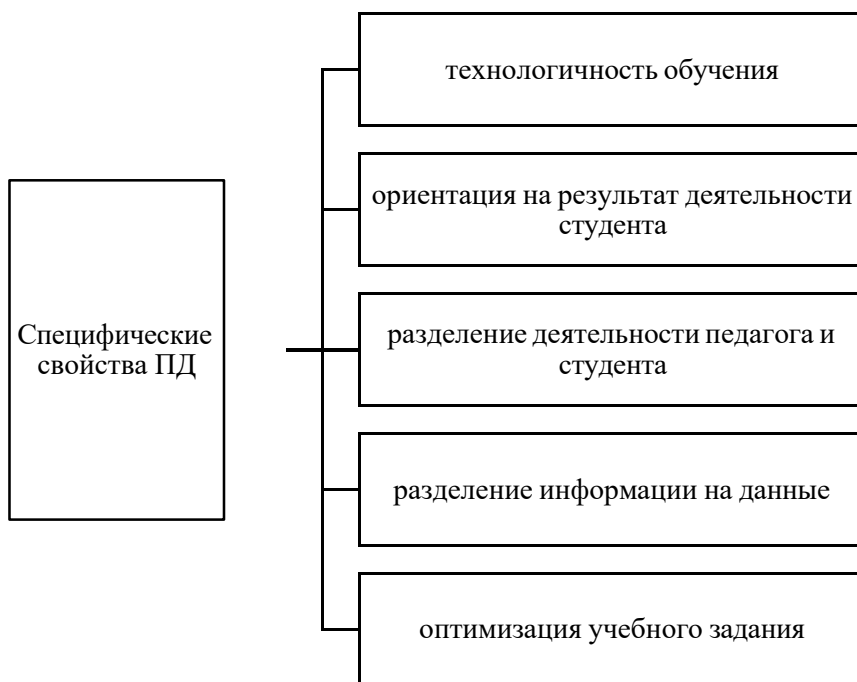 Специфические
свойства ПД
технологичность обучения
ориентация на результат деятельности
студента
разделение деятельности педагога и
студента
разделение информации на данные
оптимизация учебного задания